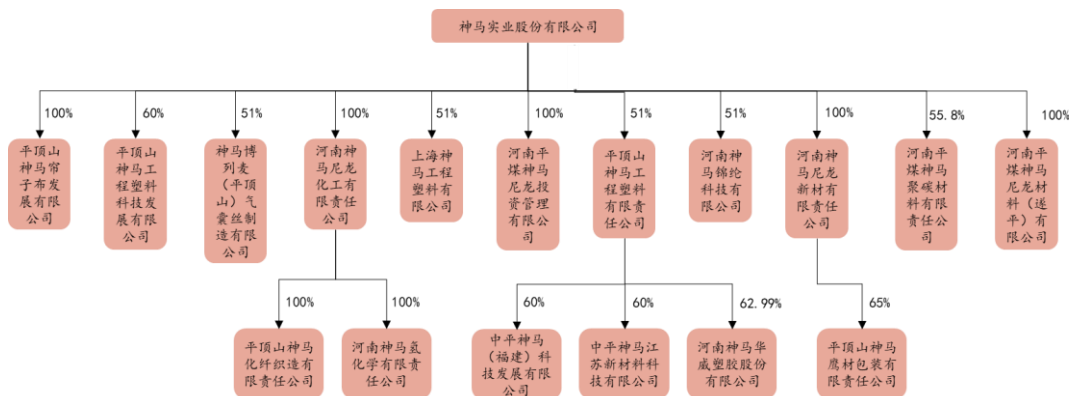 神马实业股份有限公司
100%
60%
51%
100%
51%
100%
51%
51%
100%
55.8%
100%
平顶山
神马帘
子布发
展有限
公司
平顶山
神马工
程塑料
科技发
展有限
公司
神马博
列麦
（平顶
山）气
囊丝制
造有限
公司
河南神
马尼龙
化工有
限责任
公司
上海神
马工程
塑料有
限公司
河南平
煤神马
尼龙投
资管理
有限公
司
平顶山
神马工
程塑料
有限责
任公司
河南神
马锦纶
科技有
限公司
河南神
马尼龙
新材有
限责任
公司
河南平
煤神马
聚碳材
料有限
责任公
司
河南平
煤神马
尼龙材
料（遂
平）有
限公司
100%
100%
60%
60%
62.99%
65%
平顶山神马
化纤织造有
限责任公司
河南神马氢
化学有限责
任公司
中平神马
（福建）科
技发展有限
公司
中平神马江
苏新材料科
技有限公司
河南神马华
威塑胶股份
有限公司
平顶山神马
鹰材包装有
限责任公司